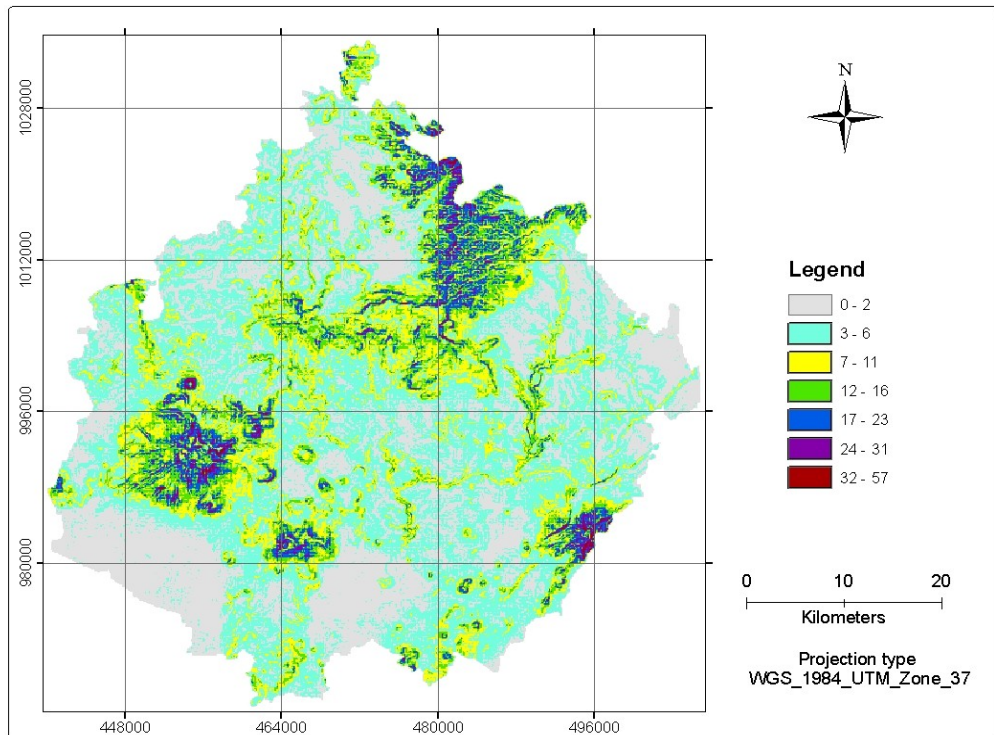 N
1028000
1012000
996000
980000
448000
464000
480000
496000
Legend
0 - 2
3 - 6
7 - 11
12 - 16
17 - 23
24 - 31
32 - 57
0 10 20
Kilometers
Projection type
WGS_1984_UTM_Zone_37